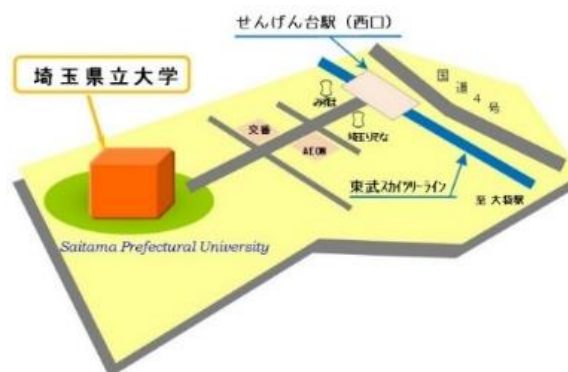 せんげん台駅（西口）
埼玉県立大学
国道4号
みずほ
交番
埼玉りそな
AEON
東武スカイツリーライン
至 大袋駅
Saitama Prefectural University